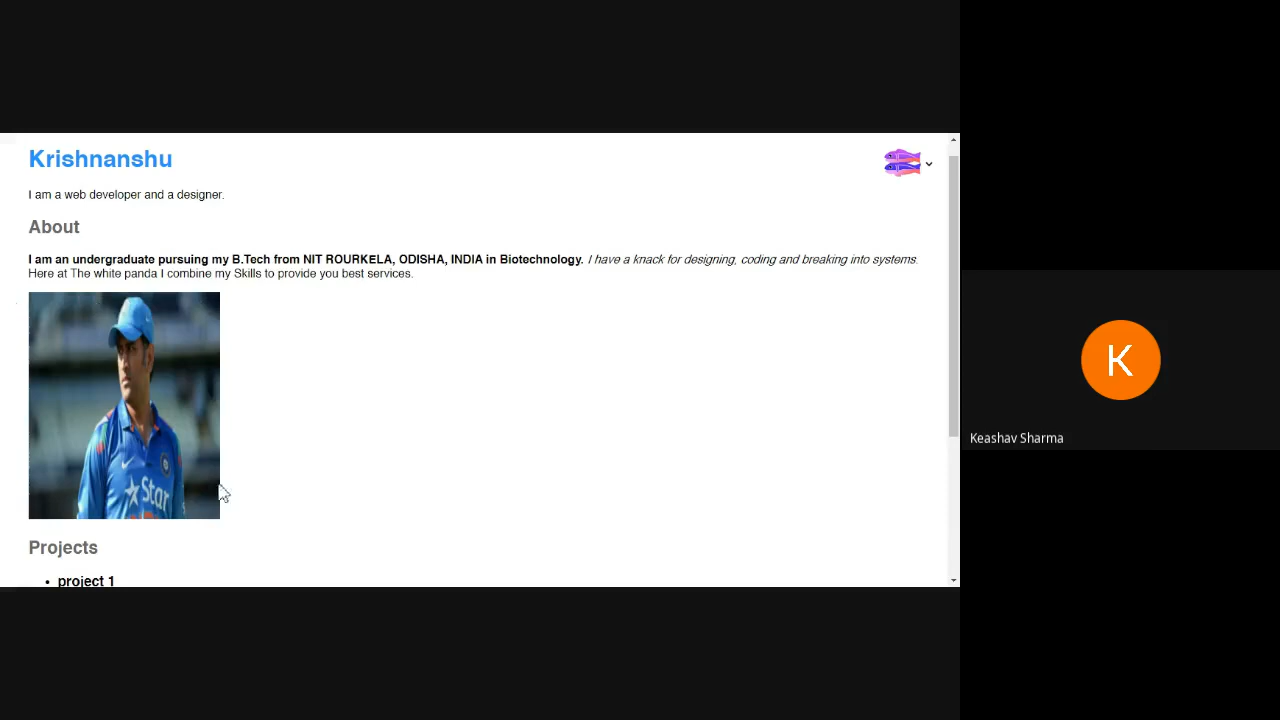 Krishnanshu
I am a web developer and a designer.
About
I am an undergraduate pursuing my B.Tech from NIT ROURKELA, ODISHA, INDIA in Biotechnology. I have a knack for designing, coding and breaking into systems.
Here at The white panda I combine my Skills to provide you best services.
Star
Projects
• project 1
K
Keashav Sharma